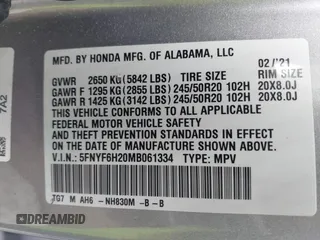 MFD. BY HONDA MFG. OF ALABAMA, LLC 02/'21
GVWR 2650 KG (5842 LBS) TIRE SIZE RIM SIZE
GAWR F 1295 KG (2855 LBS) 245/50R20 102H 20X8.0J
GAWR R 1425 KG (3142 LBS) 245/50R20 102H 20X8.0J
THIS VEHICLE CONFORMS TO ALL APPLICABLE
FEDERAL MOTOR VEHICLE SAFETY STANDARDS IN
EFFECT ON THE DATE OF MANUFACTURE SHOWN ABOVE.
V.I.N.: 5FNYF6H20MB061334 TYPE: MPV
TG7 M AH6 -NH830M -B -B
7A2
DREAMBID